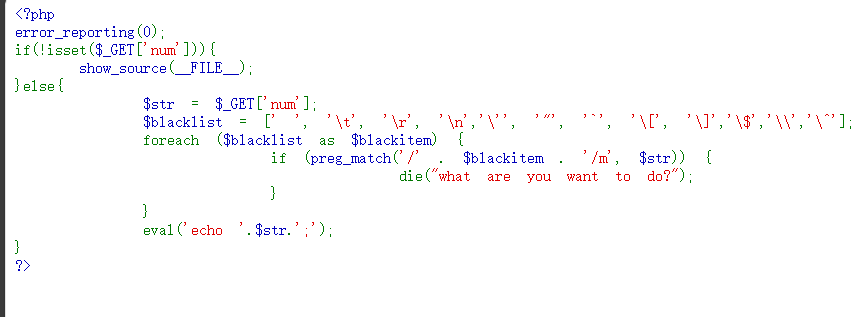 <?php
error_reporting(0);
if(!isset($_GET['num'])){
        show_source(__FILE__);
}else{
                $str = $_GET['num'];
                $blacklist = [' ', '\t', '\r', '\n','\'', '"', '`', '\[', '\]','\$','\\','\^'];
                foreach ($blacklist as $blackitem) {
                                if (preg_match('/' . $blackitem . '/m', $str)) {
                                                die("what are you want to do?");
                                }
                }
                eval('echo '.$str.';');
}
?>